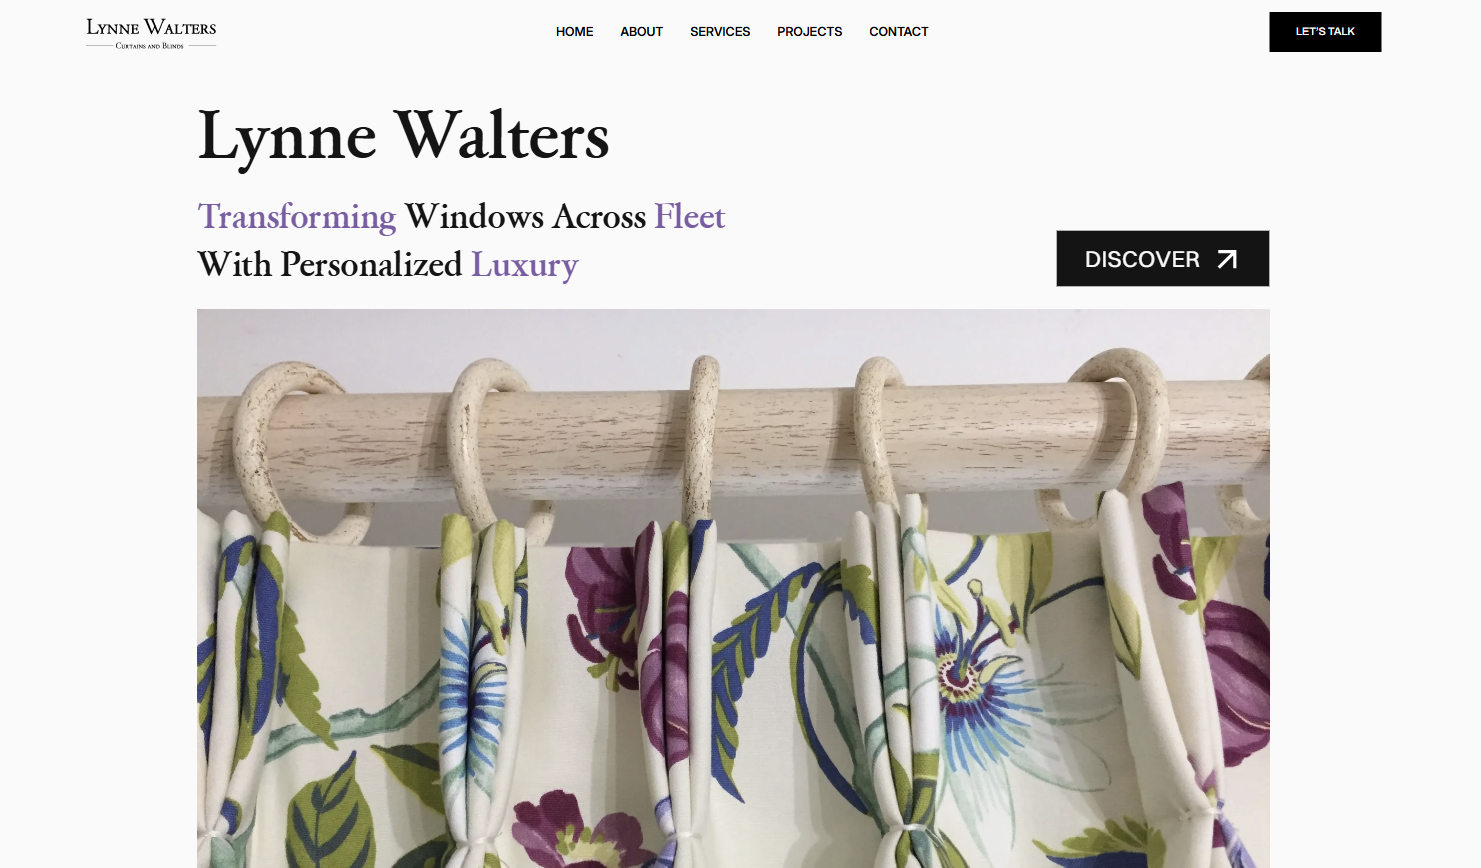 Lynne Walters
Curtains and Blinds
HOME ABOUT SERVICES PROJECTS CONTACT
LET'S TALK
Lynne Walters
Transforming Windows Across Fleet
With Personalized Luxury
DISCOVER